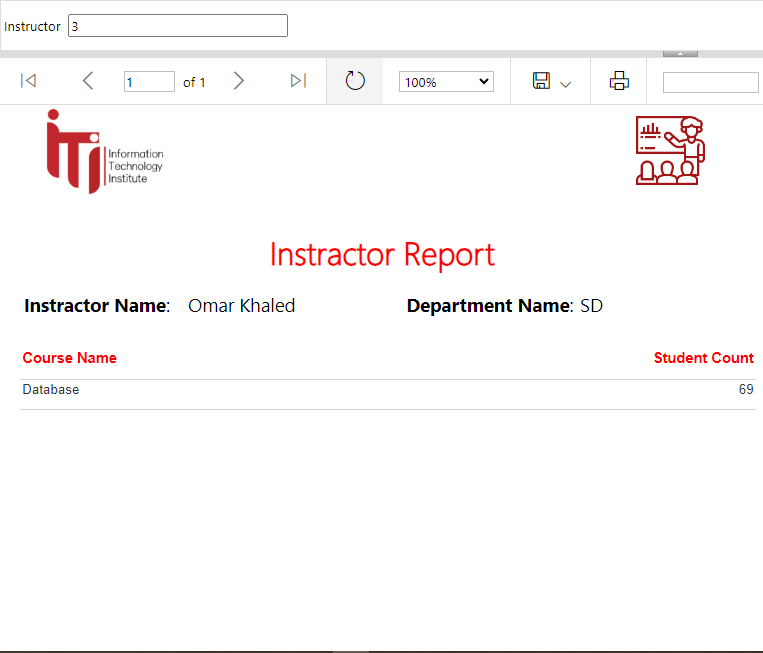 Instructor 3
1 of 1 100%
iTi
Information
Technology
Institute
Instractor Report
Instractor Name: Omar Khaled Department Name: SD
Course Name Student Count
Database 69